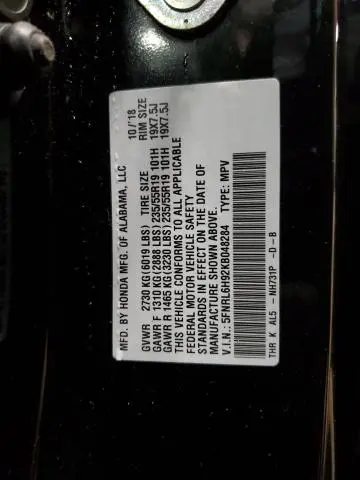 MFD. BY HONDA MFG. OF ALABAMA, LLC 10/'18
GVWR 2730 KG(6019 LBS) TIRE SIZE RIM SIZE
GAWR F 1310 KG(2888 LBS) 235/55R19 101H 19X7.5J
GAWR R 1465 KG(3230 LBS) 235/55R19 101H 19X7.5J
THIS VEHICLE CONFORMS TO ALL APPLICABLE
FEDERAL MOTOR VEHICLE SAFETY
STANDARDS IN EFFECT ON THE DATE OF
MANUFACTURE SHOWN ABOVE.
V.I.N.: 5FNRL6H92KB048284 TYPE: MPV
THR K AL5 - NH731P -D-B